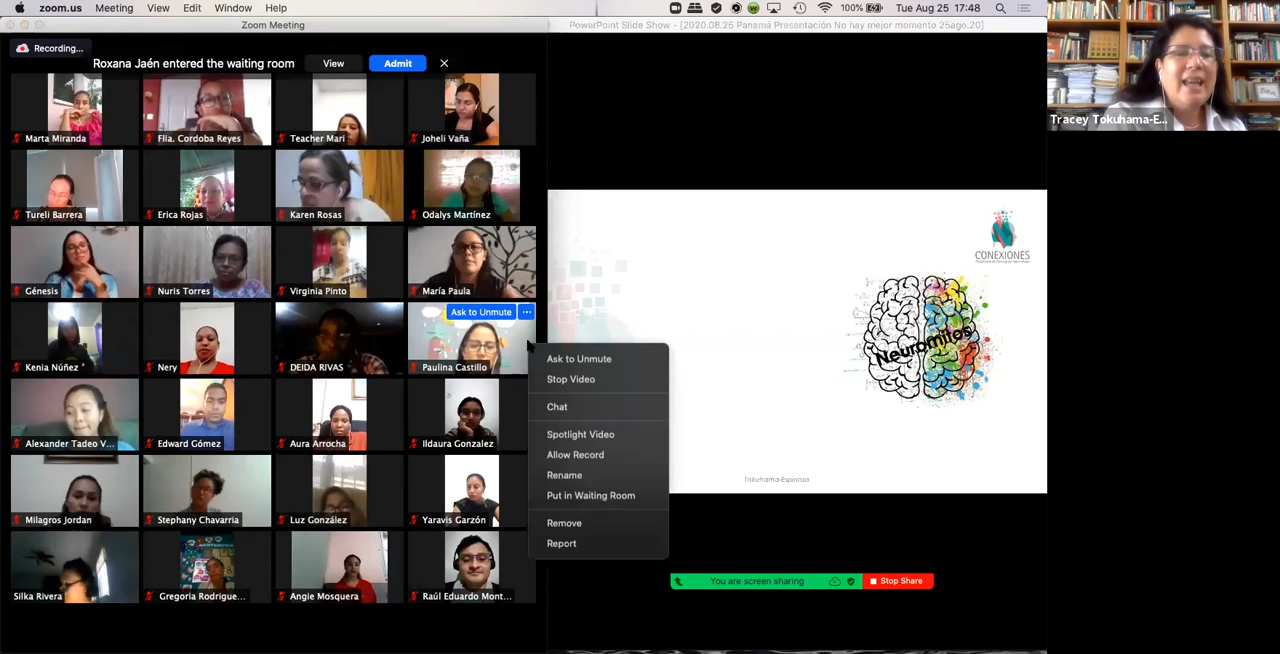 zoom.us Meeting View Edit Window Help
100% Tue Aug 25 17:48
Zoom Meeting
PowerPoint Slide Show - [2020.08.25 Panamá Presentación No hay mejor momento 25ago.20]
Recording...
Roxana Jaén entered the waiting room View Admit
Marta Miranda
Flia. Cordoba Reyes
Teacher Mari
Joheli Vaña
Tureli Barrera
Erica Rojas
Karen Rosas
Odalys Martínez
Génesis
Nuris Torres
Virginia Pinto
María Paula
Ask to Unmute ...
Kenia Núñez
Nery
DEIDA RIVAS
Paulina Castillo
Alexander Tadeo V...
Edward Gómez
Aura Arrocha
Ildaura Gonzalez
Milagros Jordan
Stephany Chavarria
Luz González
Yaravis Garzón
Silka Rivera
Gregoria Rodrigue...
Angie Mosquera
Raúl Eduardo Mont...
Ask to Unmute
Stop Video
Chat
Spotlight Video
Allow Record
Rename
Put in Waiting Room
Remove
Report
CONEXIONES
Neuromitos
Tokuhama-Espinosa
You are screen sharing
Stop Share
Tracey Tokuhama-E...